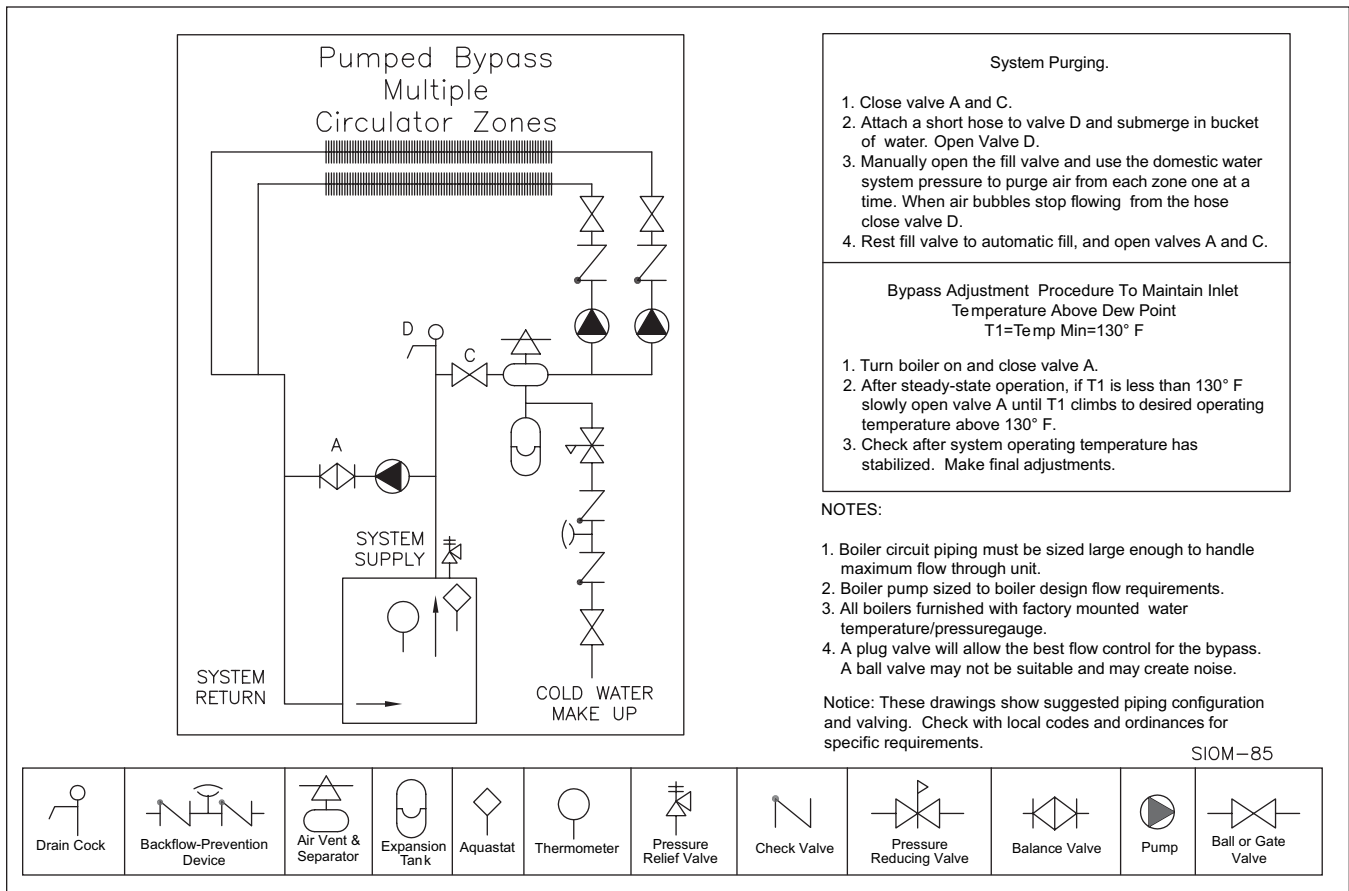 Pumped Bypass
Multiple
Circulator Zones
D
C
A
SYSTEM
SUPPLY
SYSTEM
RETURN
COLD WATER
MAKE UP
System Purging.
1. Close valve A and C.
2. Attach a short hose to valve D and submerge in bucket
of water. Open Valve D.
3. Manually open the fill valve and use the domestic water
system pressure to purge air from each zone one at a
time. When air bubbles stop flowing from the hose
close valve D.
4. Rest fill valve to automatic fill, and open valves A and C.
Bypass Adjustment Procedure To Maintain Inlet
Temperature Above Dew Point
T1=Temp Min=130° F
1. Turn boiler on and close valve A.
2. After steady-state operation, if T1 is less than 130° F
slowly open valve A until T1 climbs to desired operating
temperature above 130° F.
3. Check after system operating temperature has
stabilized. Make final adjustments.
NOTES:
1. Boiler circuit piping must be sized large enough to handle
maximum flow through unit.
2. Boiler pump sized to boiler design flow requirements.
3. All boilers furnished with factory mounted water
temperature/pressuregauge.
4. A plug valve will allow the best flow control for the bypass.
A ball valve may not be suitable and may create noise.
Notice: These drawings show suggested piping configuration
and valving. Check with local codes and ordinances for
specific requirements.
SIOM-85
Drain Cock
Backflow-Prevention
Device
Air Vent &
Separator
Expansion
Tank
Aquastat
Thermometer
Pressure
Relief Valve
Check Valve
Pressure
Reducing Valve
Balance Valve
Pump
Ball or Gate
Valve